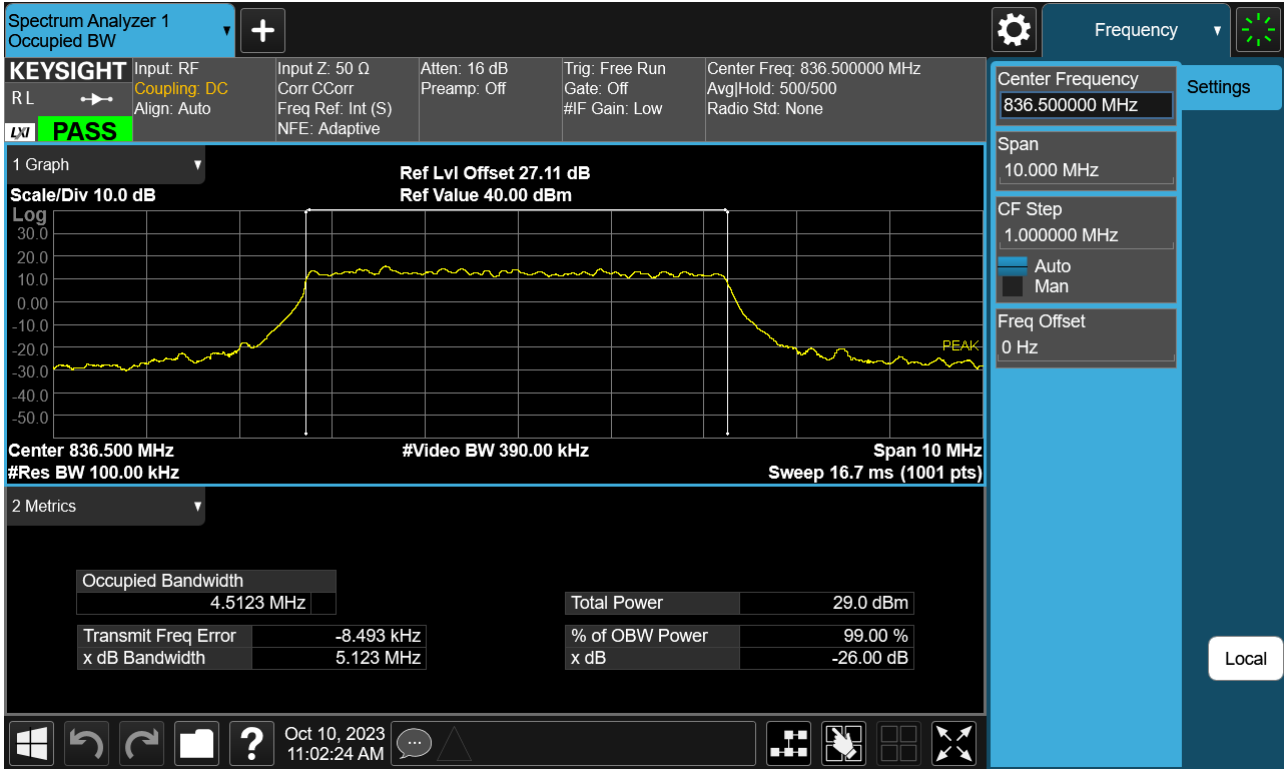 Spectrum Analyzer 1
Occupied BW
▼
+
Frequency
▼
KEYSIGHT
R L
LXI
PASS
Input: RF
Coupling: DC
Align: Auto
Input Z: 50 Ω
Corr CCorr
Freq Ref: Int (S)
NFE: Adaptive
Atten: 16 dB
Preamp: Off
Trig: Free Run
Gate: Off
#IF Gain: Low
Center Freq: 836.500000 MHz
Avg|Hold: 500/500
Radio Std: None
1 Graph
▼
Scale/Div 10.0 dB
Ref Lvl Offset 27.11 dB
Ref Value 40.00 dBm
Log
30.0
20.0
10.0
0.00
-10.0
-20.0
-30.0
-40.0
-50.0
PEAK
Center 836.500 MHz
#Video BW 390.00 kHz
Span 10 MHz
#Res BW 100.00 kHz
Sweep 16.7 ms (1001 pts)
2 Metrics
▼
Occupied Bandwidth
4.5123 MHz
Total Power 29.0 dBm
Transmit Freq Error -8.493 kHz
% of OBW Power 99.00 %
x dB Bandwidth 5.123 MHz
x dB -26.00 dB
Center Frequency
836.500000 MHz
Span
10.000 MHz
CF Step
1.000000 MHz
Auto
Man
Freq Offset
0 Hz
Settings
Local
?
Oct 10, 2023
11:02:24 AM